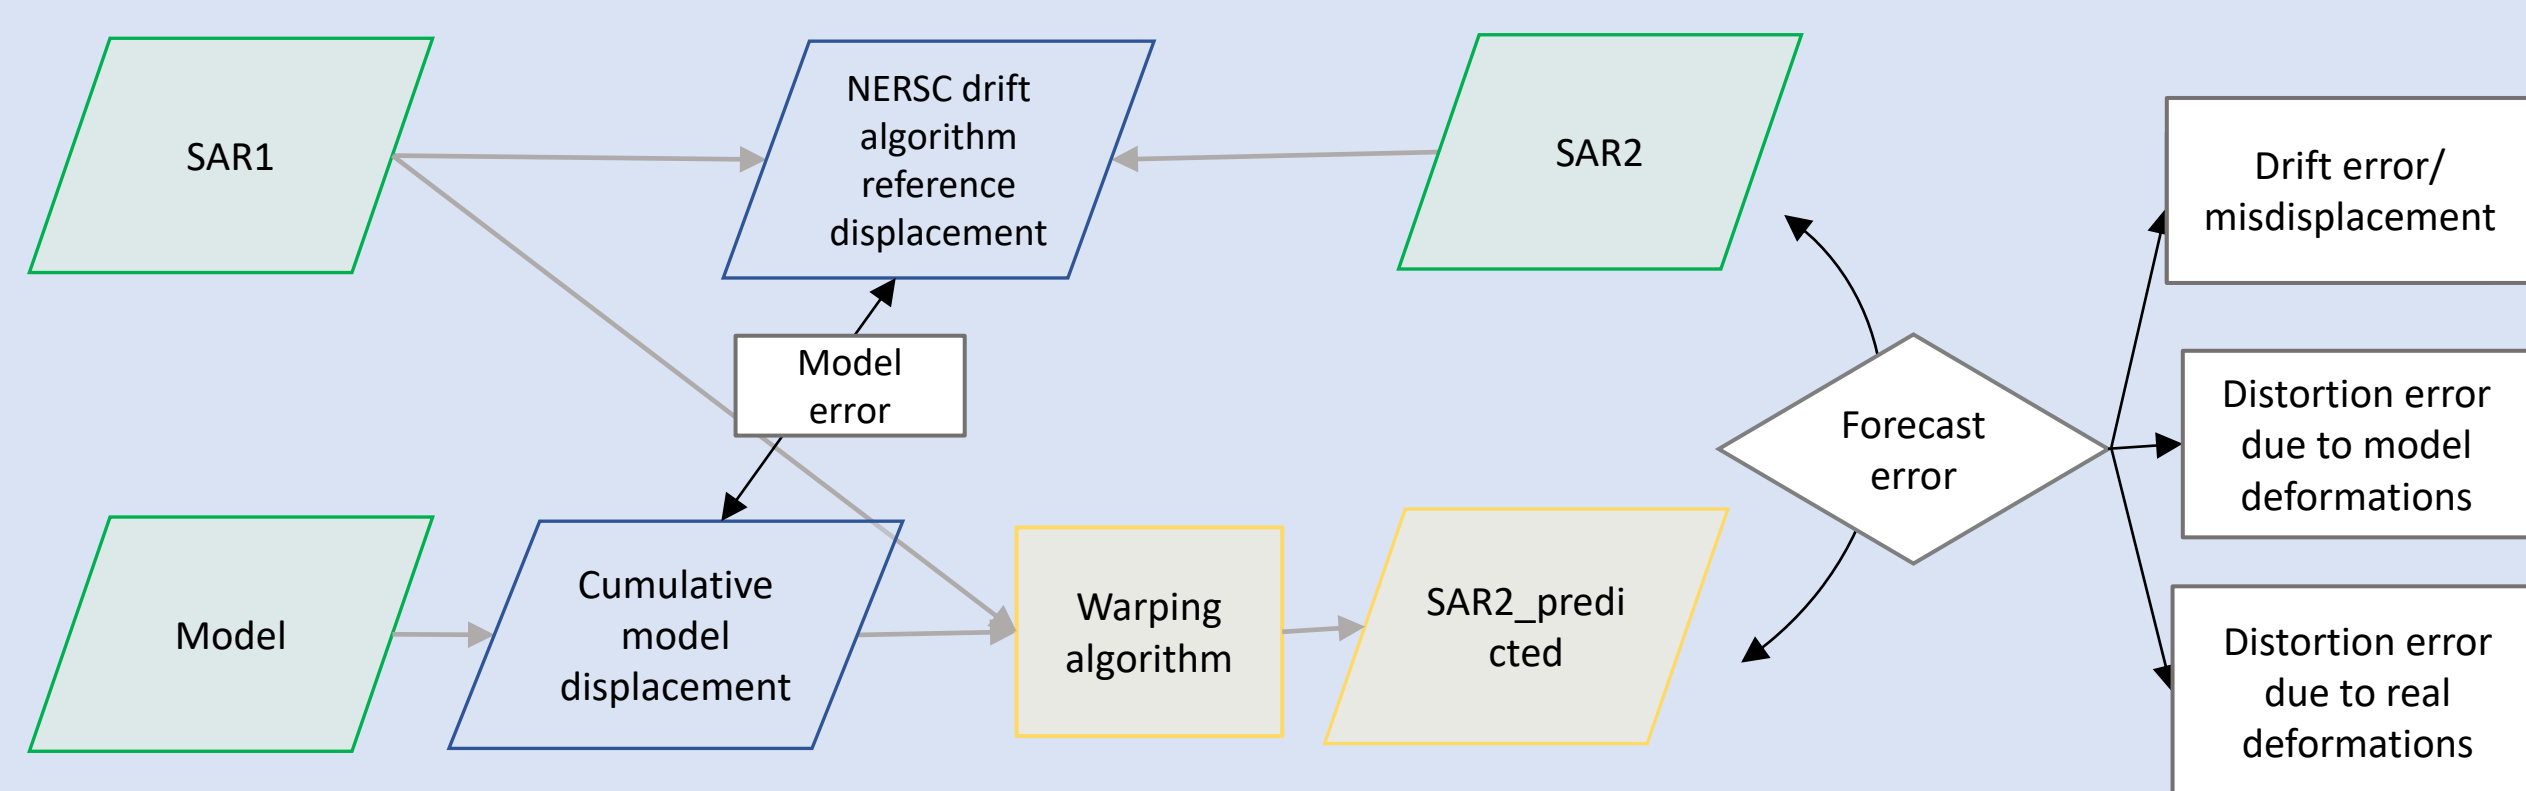 SAR1
NERSC drift
algorithm
reference
displacement
SAR2
Drift error/
misdisplacement
Model
error
Distortion error
due to model
deformations
Forecast
error
Model
Cumulative
model
displacement
Warping
algorithm
SAR2_predi
cted
Distortion error
due to real
deformations